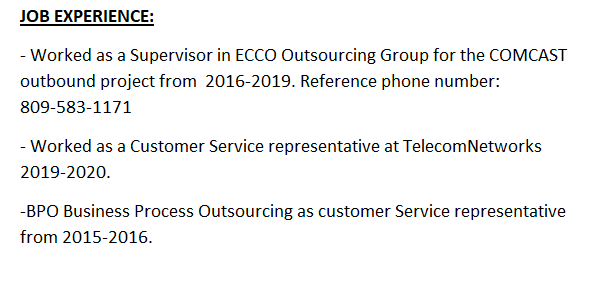 JOB EXPERIENCE:
- Worked as a Supervisor in ECCO Outsourcing Group for the COMCAST
outbound project from  2016-2019. Reference phone number:
809-583-1171
- Worked as a Customer Service representative at TelecomNetworks
2019-2020.
-BPO Business Process Outsourcing as customer Service representative
from 2015-2016.